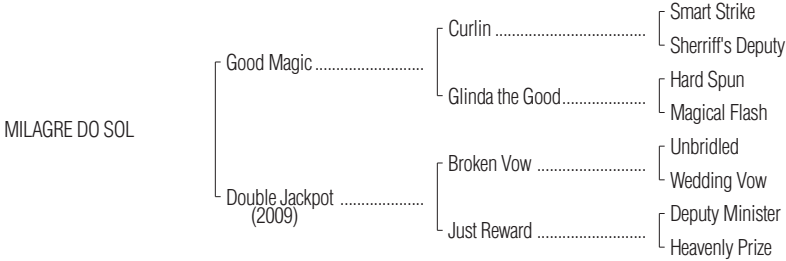 Smart Strike
Curlin ....................................
Sherriff's Deputy
Good Magic ..........................
Hard Spun
Glinda the Good....................
Magical Flash
MILAGRE DO SOL
Unbridled
Broken Vow ..........................
Wedding Vow
Double Jackpot ....................
(2009)
Deputy Minister
Just Reward ..........................
Heavenly Prize